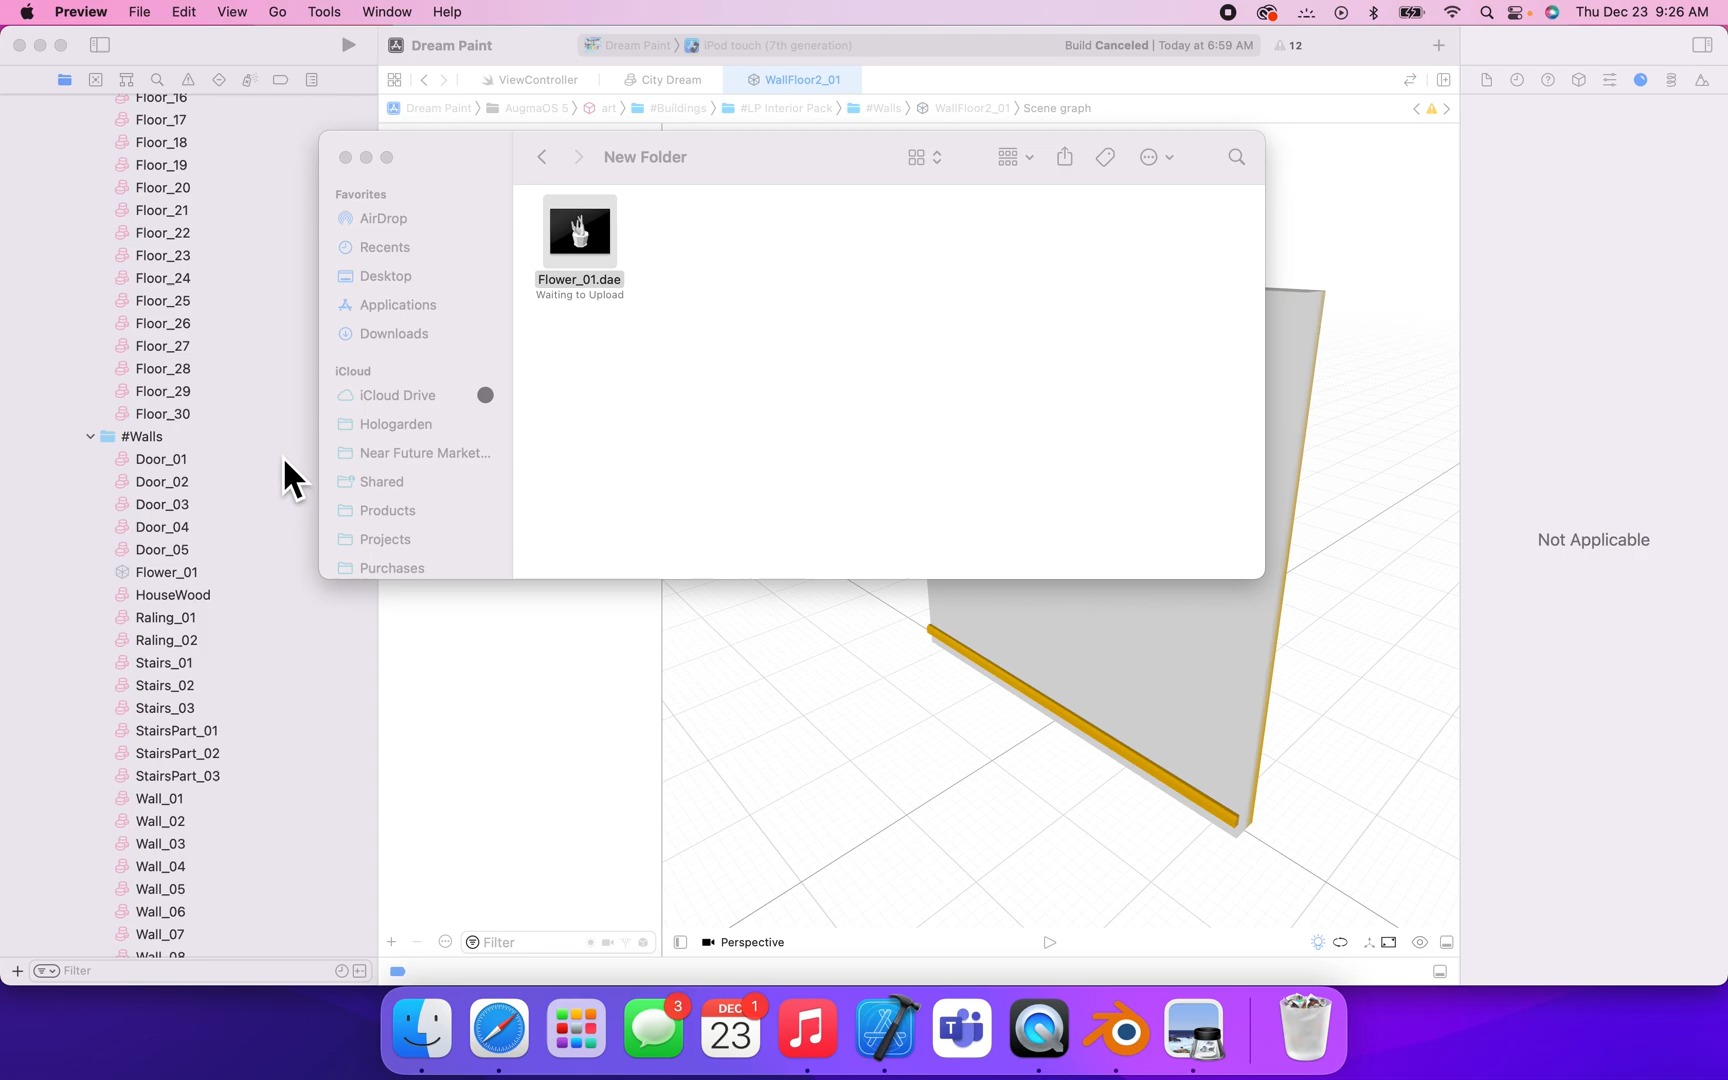 Preview File Edit View Go Tools Window Help Thu Dec 23 9:26 AM
Dream Paint Dream Paint iPod touch (7th generation) Build Canceled | Today at 6:59 AM 12
ViewController City Dream WallFloor2_01
Dream Paint AugmaOS 5 art #Buildings #LP Interior Pack #Walls WallFloor2_01 Scene graph
Floor_16
Floor_17
Floor_18
Floor_19
Floor_20
Floor_21
Floor_22
Floor_23
Floor_24
Floor_25
Floor_26
Floor_27
Floor_28
Floor_29
Floor_30
#Walls
Door_01
Door_02
Door_03
Door_04
Door_05
Flower_01
HouseWood
Raling_01
Raling_02
Stairs_01
Stairs_02
Stairs_03
StairsPart_01
StairsPart_02
StairsPart_03
Wall_01
Wall_02
Wall_03
Wall_04
Wall_05
Wall_06
Wall_07
Wall_08
Filter
New Folder
Favorites
AirDrop
Recents
Desktop
Applications
Downloads
iCloud
iCloud Drive
Hologarden
Near Future Market...
Shared
Products
Projects
Purchases
Flower_01.dae
Waiting to Upload
Not Applicable
Filter
Perspective
3
DEC 1
23
T